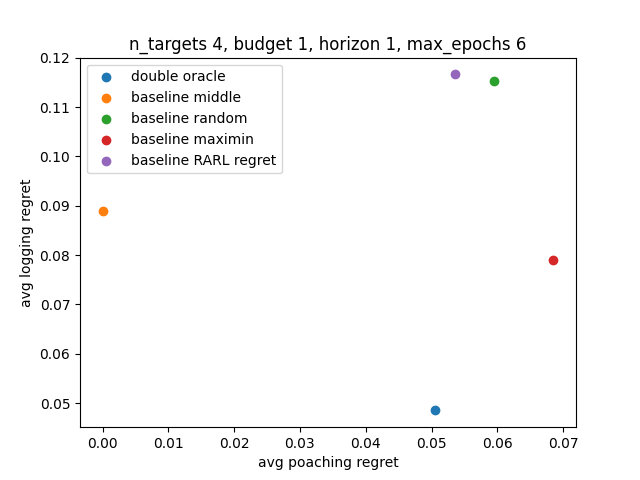 n_targets 4, budget 1, horizon 1, max_epochs 6
double oracle
baseline middle
baseline random
baseline maximin
baseline RARL regret
avg logging regret
0.12
0.11
0.10
0.09
0.08
0.07
0.06
0.05
0.00 0.01 0.02 0.03 0.04 0.05 0.06 0.07
avg poaching regret